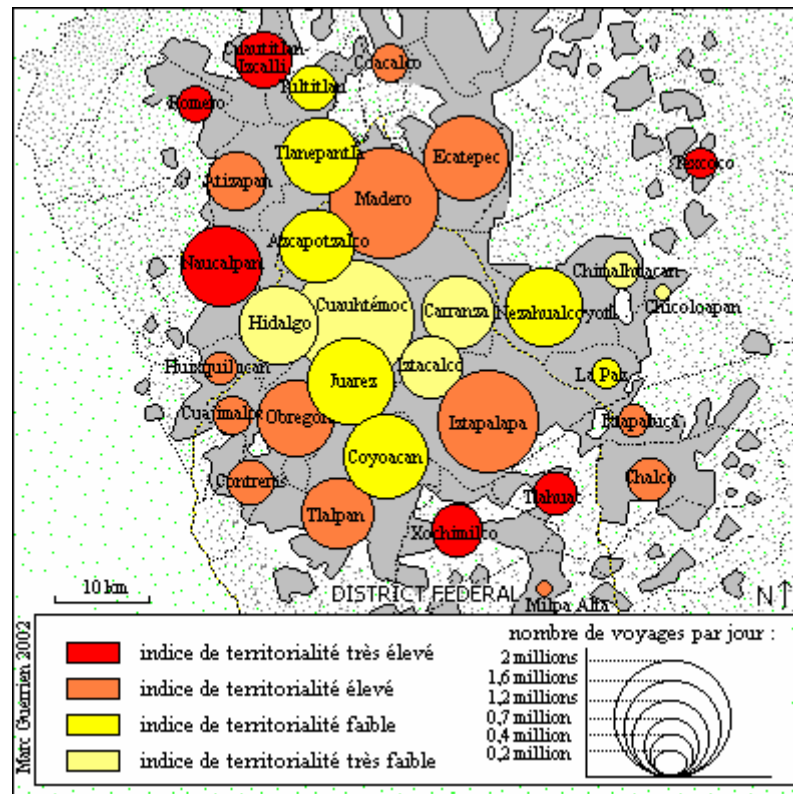 Cuautitlan
Izcalli
Coacalco
Tultitlan
Romero
Tlanepantla
Ecatepec
Texcoco
Atizapan
Madero
Atzcapotzalco
Naucalpan
Chimalhuacan
Chicoloapan
Cuauhtémoc
Carranza
Nezahualcoyotl
Hidalgo
Iztacalco
Huixquilucan
La Paz
Juarez
Cuajimalpa
Obregon
Iztapalapa
Ixtapaluca
Coyoacan
Contreras
Chalco
Tlahuac
Tlalpan
Xochimilco
10 km
DISTRICT FEDERAL
Milpa Alta
N
Marc Guerrien 2002
indice de territorialité très élevé
indice de territorialité élevé
indice de territorialité faible
indice de territorialité très faible
nombre de voyages par jour :
2 millions
1,6 millions
1,2 millions
0,7 million
0,4 million
0,2 million